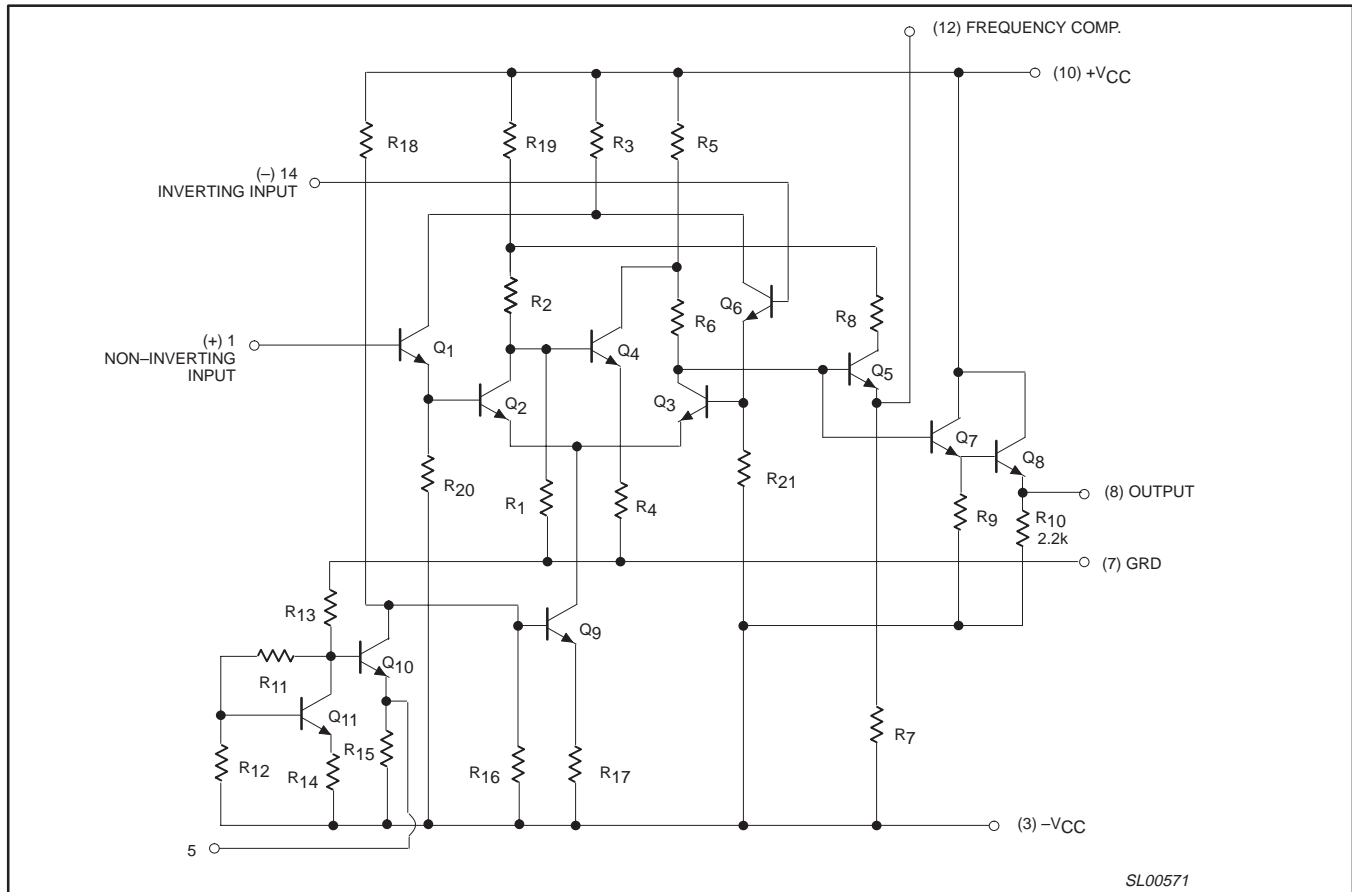 (12) FREQUENCY COMP.
(10) +VCC
R18
R19
R3
R5
(–) 14
INVERTING INPUT
R2
R6
Q6
R8
(+) 1
NON–INVERTING
INPUT
Q1
Q4
Q5
Q2
Q3
Q7
Q8
R20
R1
R4
R21
R9
R10
2.2k
(8) OUTPUT
(7) GRD
R13
Q9
R11
Q10
Q11
R12
R14
R15
R16
R17
R7
(3) –VCC
5
SL00571